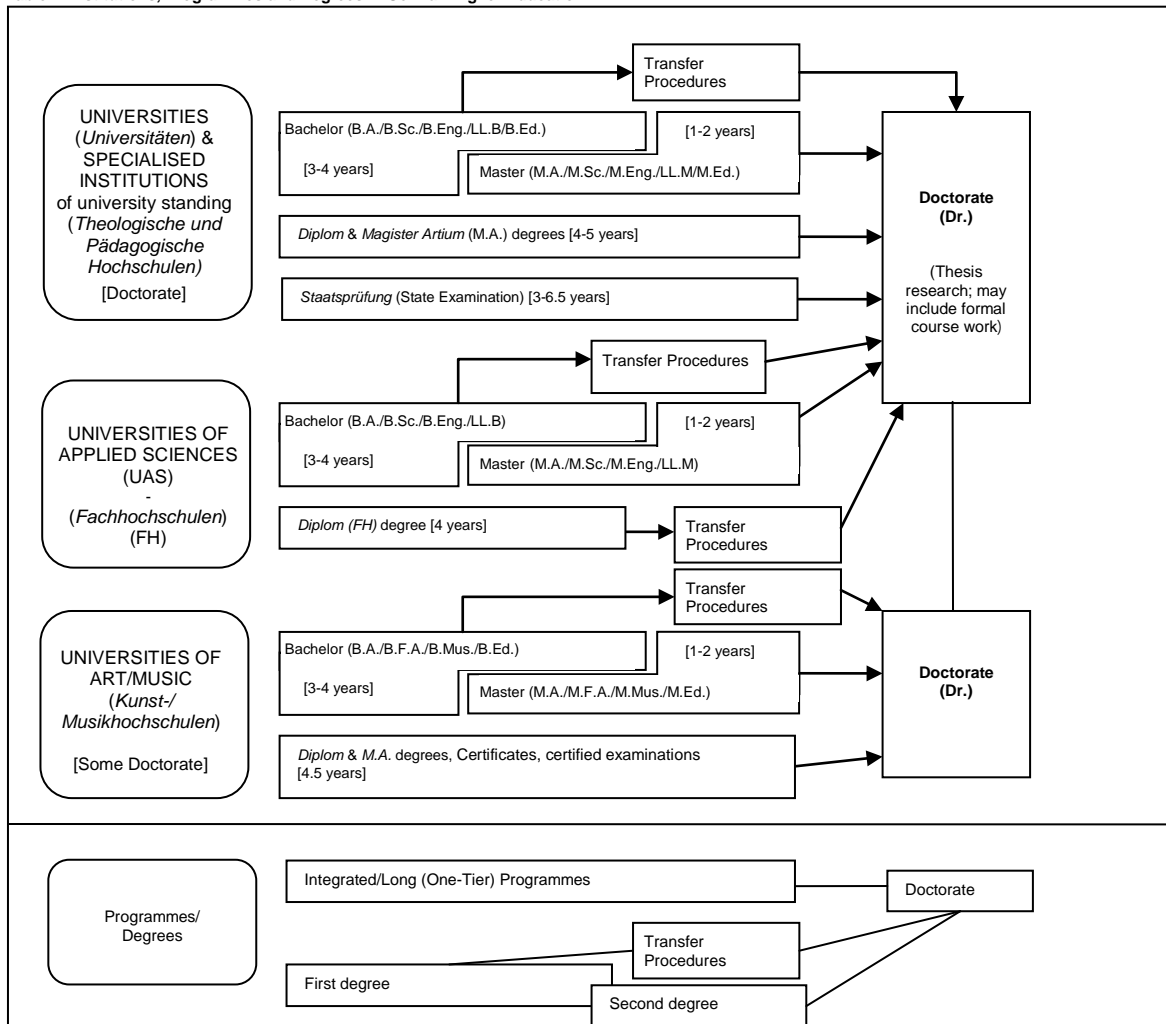 Transfer
Procedures
UNIVERSITIES
(Universitäten) &
SPECIALISED
INSTITUTIONS
of university standing
(Theologische und
Pädagogische
Hochschulen)
[Doctorate]
Bachelor (B.A./B.Sc./B.Eng./LL.B/B.Ed.)
[3-4 years]
[1-2 years]
Master (M.A./M.Sc./M.Eng./LL.M/M.Ed.)
Diplom & Magister Artium (M.A.) degrees [4-5 years]
Staatsprüfung (State Examination) [3-6.5 years]
Doctorate
(Dr.)
(Thesis
research; may
include formal
course work)
UNIVERSITIES OF
APPLIED SCIENCES
(UAS)
-
(Fachhochschulen)
(FH)
Transfer Procedures
Bachelor (B.A./B.Sc./B.Eng./LL.B)
[3-4 years]
[1-2 years]
Master (M.A./M.Sc./M.Eng./LL.M)
Diplom (FH) degree [4 years]
Transfer
Procedures
UNIVERSITIES OF
ART/MUSIC
(Kunst-/
Musikhochschulen)
[Some Doctorate]
Transfer
Procedures
Bachelor (B.A./B.F.A./B.Mus./B.Ed.)
[3-4 years]
[1-2 years]
Master (M.A./M.F.A./M.Mus./M.Ed.)
Diplom & M.A. degrees, Certificates, certified examinations
[4.5 years]
Doctorate
(Dr.)
Programmes/
Degrees
Integrated/Long (One-Tier) Programmes
Doctorate
Transfer
Procedures
First degree
Second degree